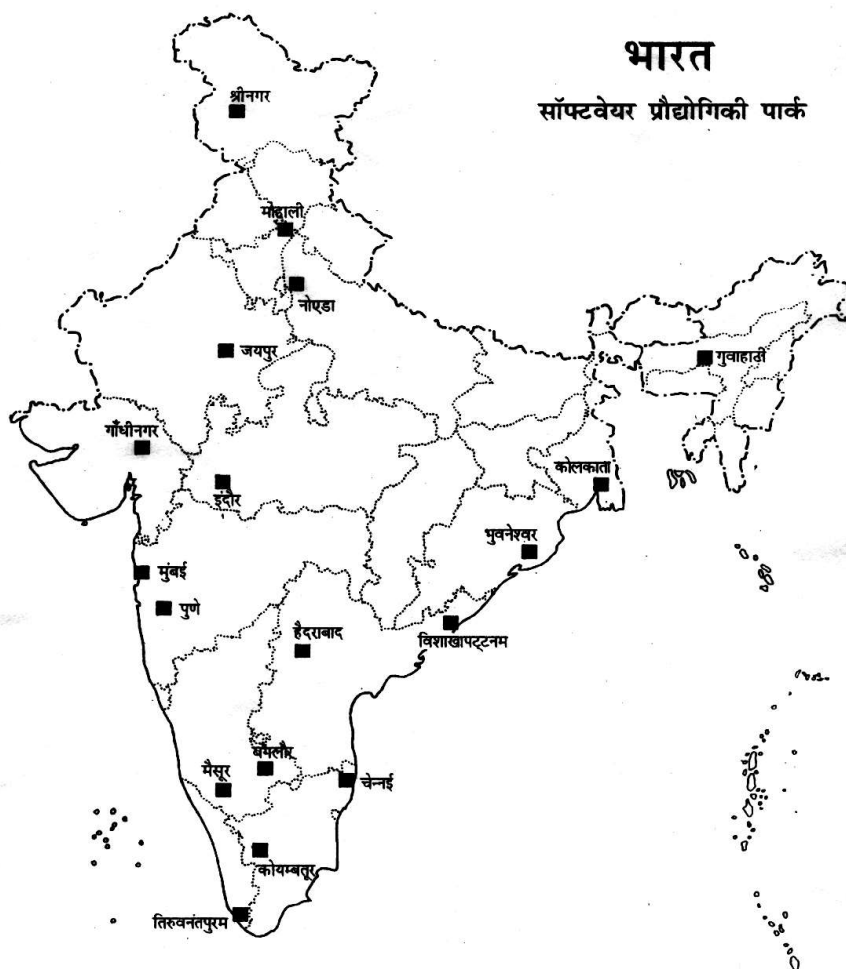 भारत
सॉफ्टवेयर प्रौद्योगिकी पार्क
श्रीनगर
मोहाली
नोएडा
जयपुर
गुवाहाटी
गाँधीनगर
इंदौर
कोलकाता
भुवनेश्वर
मुंबई
पुणे
हैदराबाद
विशाखापट्टनम
बंगलौर
मैसूर
चेन्नई
कोयम्बतूर
तिरुवनंतपुरम